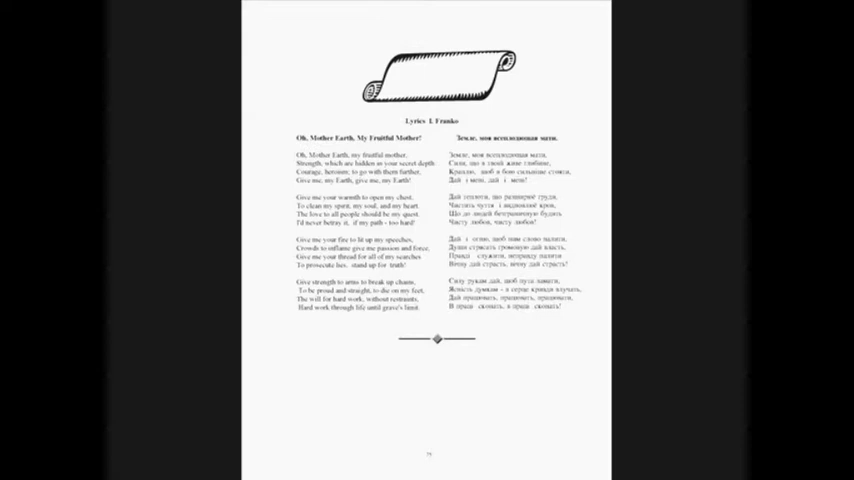 Lyrics I. Franko
Oh, Mother Earth, My Fruitful Mother!
Oh, Mother Earth, my fruitful mother,
Strength, which are hidden in your secret depth
Courage, heroism, to go with them further,
Give me, my Earth, give me, my Earth!
Give me your warmth to open my chest,
To clean my spirit, my soul, and my heart.
The love to all people should be my quest.
I'd never betray it, if my path - too hard!
Give me your fire to lit up my speeches,
Crowds to inflame give me passion and force,
Give me your thread for all of my searches
To prosecute lies, stand up for truth!
Give strength to arms to break up chains,
To be proud and straight, to die on my feet,
The will for hard work, without restraints,
Hard work through life until grave's limit.
Земле, моя всеплодющая мати.
Земле, моя всеплодющая мати,
Сили, що в твоїй живе глибині,
Краплю, щоб в бою сильніше стояти,
Дай і мені, дай і мені!
Дай теплоти, що розширює груди,
Чистить чуття і відновлює кров,
Що до людей безграничную будить
Чисту любов, чисту любов!
Дай і огню, щоб ним слово налити,
Душі стрясать громовую дай власть,
Правді служити, неправду палити
Вічну дай страсть, вічну дай страсть!
Силу рукам дай, щоб пута ламати,
Ясність думкам - в серце кривди влучать,
Дай працювать, працювать, працювати,
В праці сконать, в праці сконать!